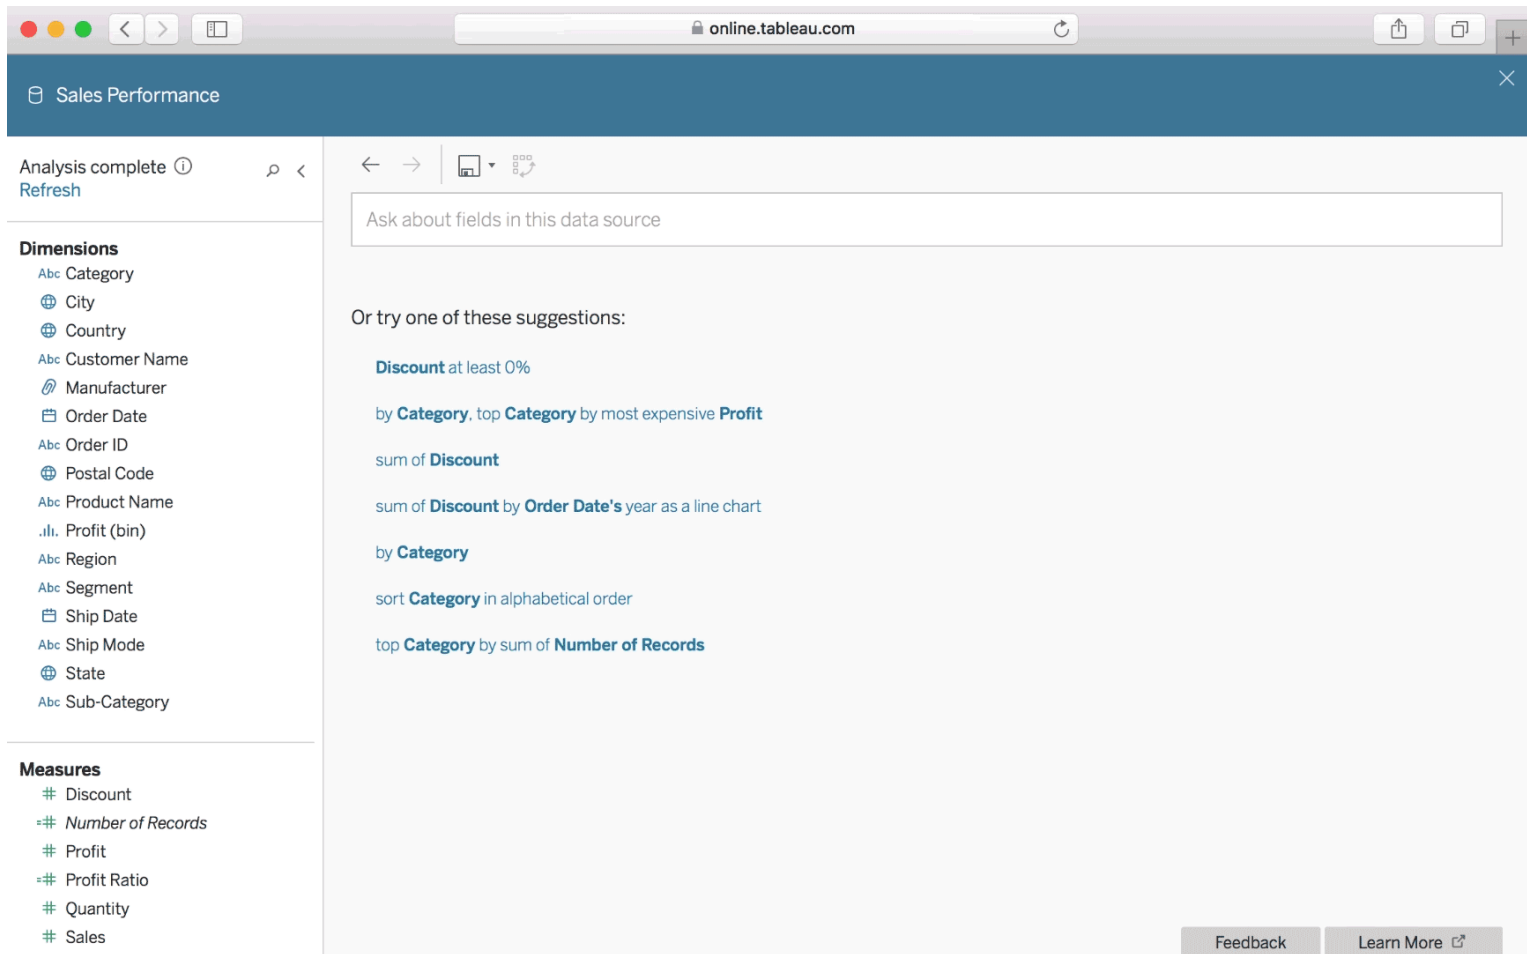 online.tableau.com
Sales Performance
Analysis complete
Refresh
Dimensions
Abc Category
City
Country
Abc Customer Name
Manufacturer
Order Date
Abc Order ID
Postal Code
Abc Product Name
Profit (bin)
Abc Region
Abc Segment
Ship Date
Abc Ship Mode
State
Abc Sub-Category
Measures
# Discount
=# Number of Records
# Profit
=# Profit Ratio
# Quantity
# Sales
Ask about fields in this data source
Or try one of these suggestions:
Discount at least 0%
by Category, top Category by most expensive Profit
sum of Discount
sum of Discount by Order Date's year as a line chart
by Category
sort Category in alphabetical order
top Category by sum of Number of Records
Feedback
Learn More